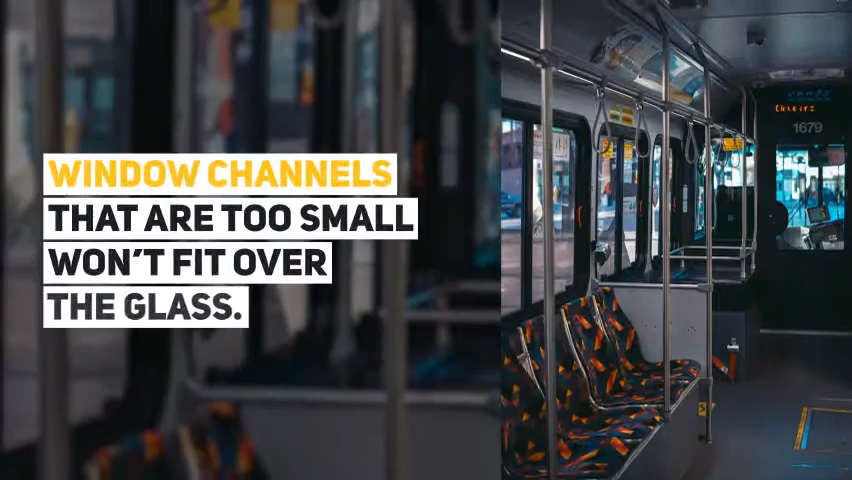 WINDOW CHANNELS
THAT ARE TOO SMALL
WON'T FIT OVER
THE GLASS.
1679